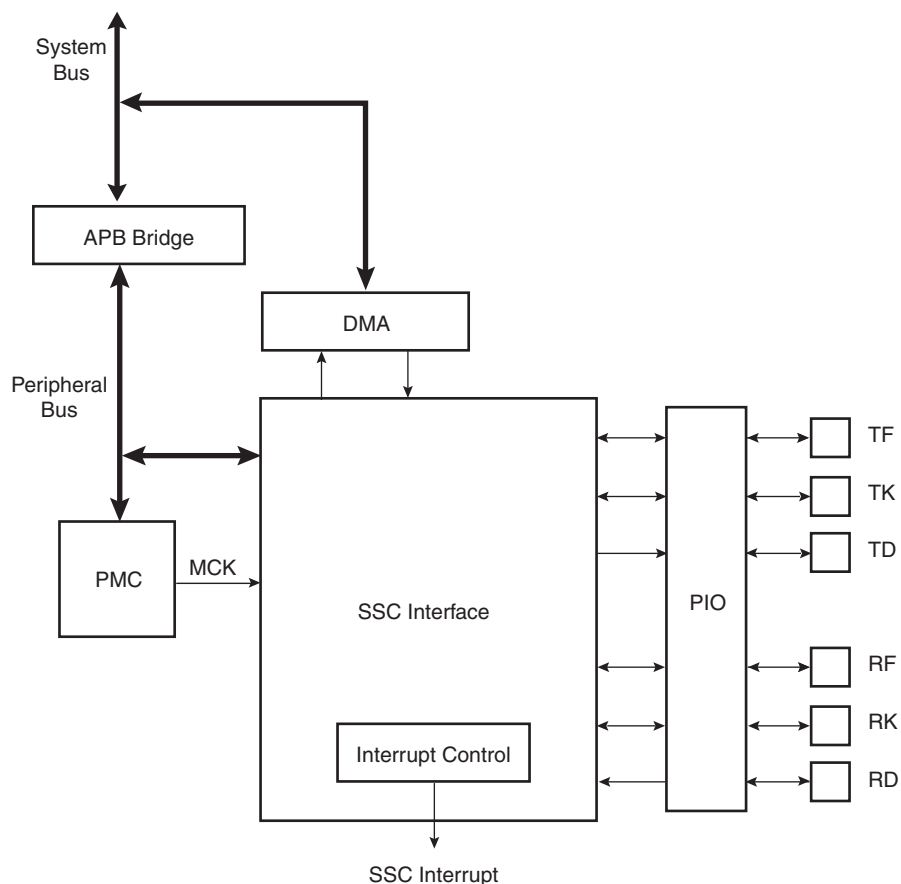 System
Bus
APB Bridge
DMA
Peripheral
Bus
PMC
MCK
SSC Interface
Interrupt Control
SSC Interrupt
PIO
TF
TK
TD
RF
RK
RD